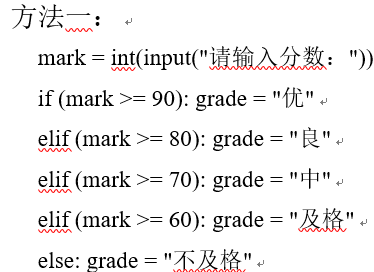 方法一：
mark = int(input("请输入分数："))
if (mark >= 90): grade = "优"
elif (mark >= 80): grade = "良"
elif (mark >= 70): grade = "中"
elif (mark >= 60): grade = "及格"
else: grade = "不及格"